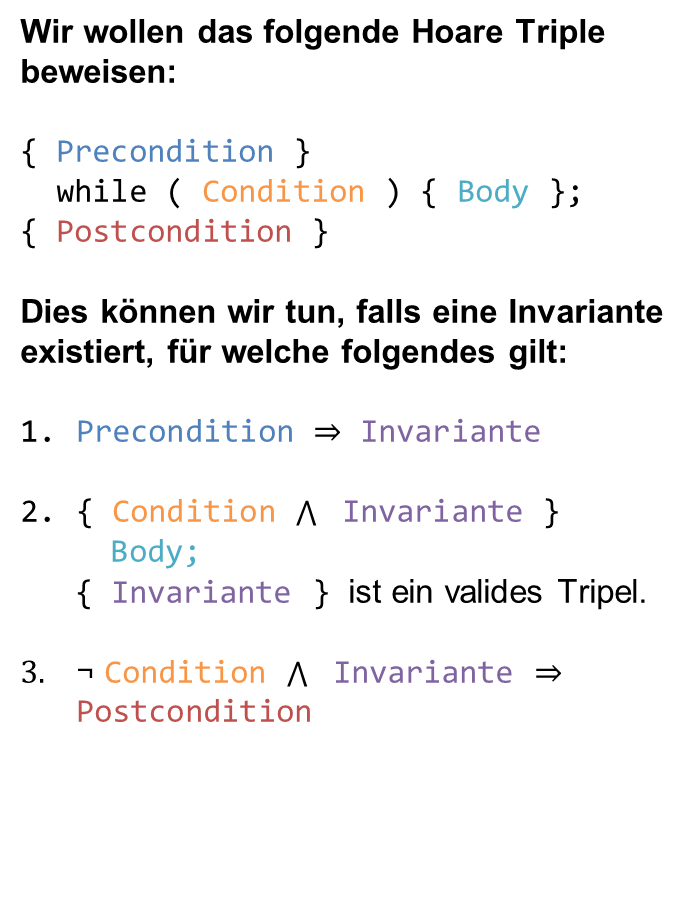 Wir wollen das folgende Hoare Triple
beweisen:
{ Precondition }
while ( Condition ) { Body };
{ Postcondition }
Dies können wir tun, falls eine Invariante
existiert, für welche folgendes gilt:
1. Precondition ⇒ Invariante
2. { Condition ⋀ Invariante }
Body;
{ Invariante } ist ein valides Tripel.
3. ¬ Condition ⋀ Invariante ⇒
Postcondition